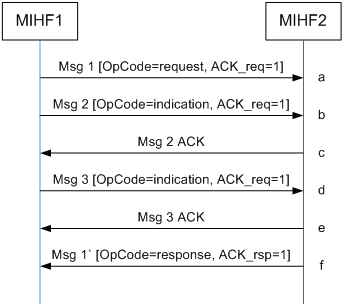 MIHF1 MIHF2
Msg 1 [OpCode=request, ACK_req=1] a
Msg 2 [OpCode=indication, ACK_req=1] b
Msg 2 ACK c
Msg 3 [OpCode=indication, ACK_req=1] d
Msg 3 ACK e
Msg 1` [OpCode=response, ACK_rsp=1] f